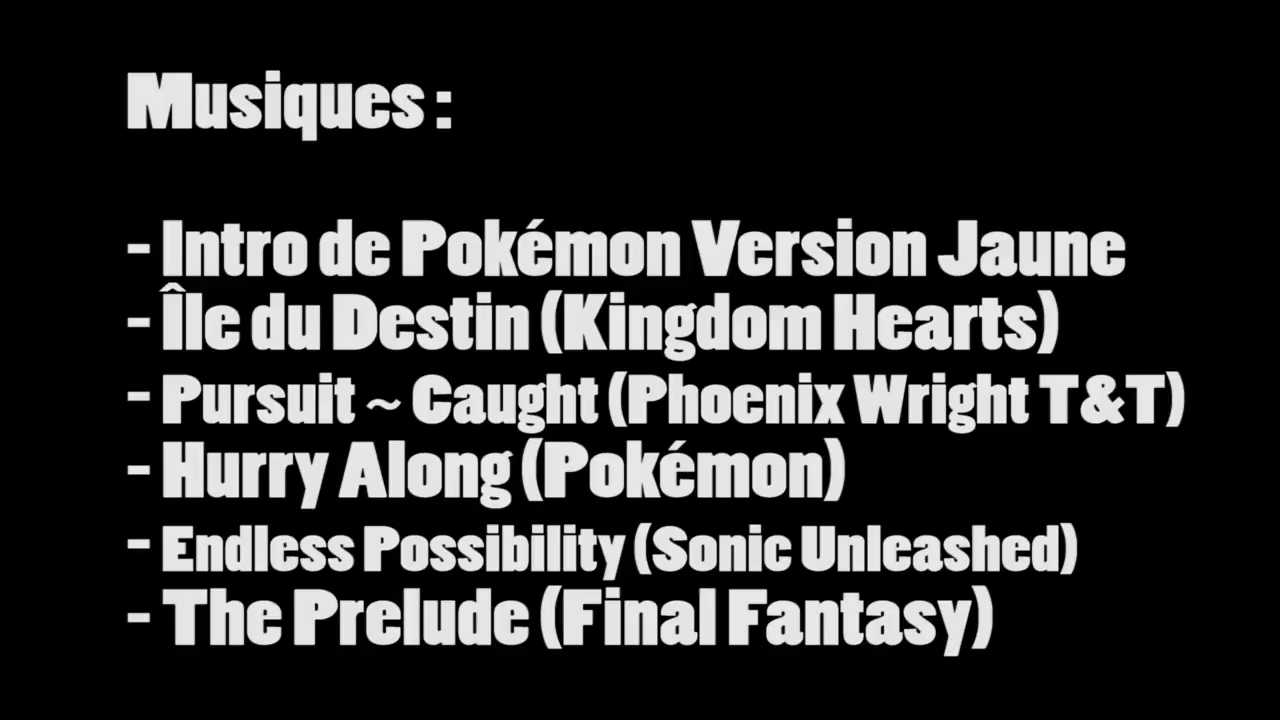 Musiques :
- Intro de Pokémon Version Jaune
- Île du Destin (Kingdom Hearts)
- Pursuit ~ Caught (Phoenix Wright T&T)
- Hurry Along (Pokémon)
- Endless Possibility (Sonic Unleashed)
- The Prelude (Final Fantasy)